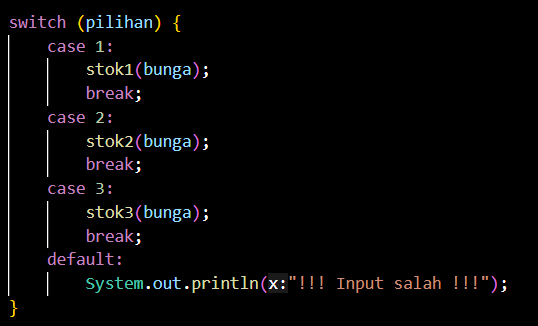 switch (pilihan) {
    case 1:
        stok1(bunga);
        break;
    case 2:
        stok2(bunga);
        break;
    case 3:
        stok3(bunga);
        break;
    default:
        System.out.println(x:"!!! Input salah !!!");
}